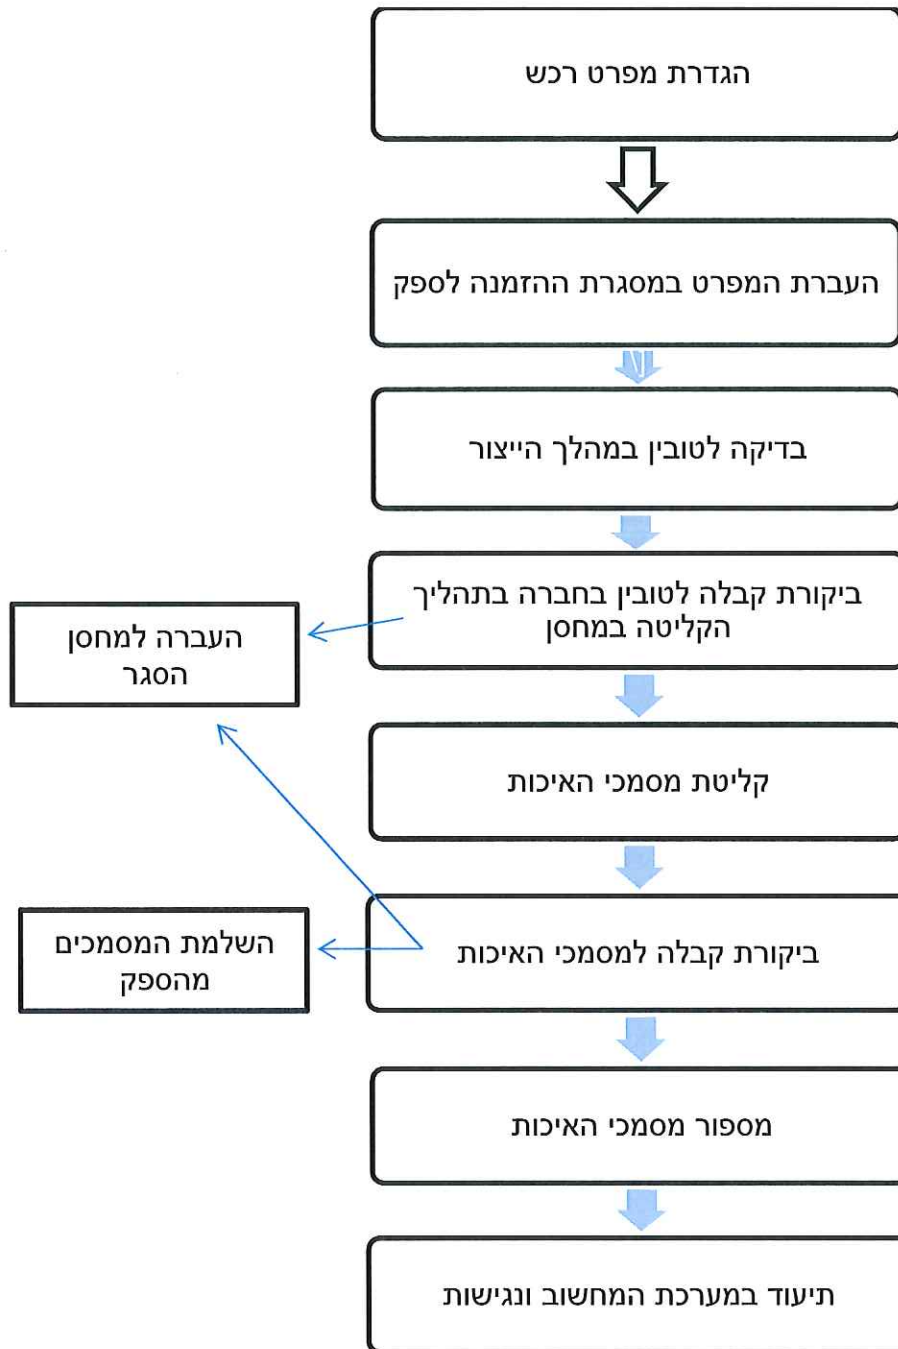 הגדרת מפרט רכש
העברת המפרט במסגרת ההזמנה לספק
בדיקה לטובין במהלך הייצור
ביקורת קבלה לטובין בחברה בתהליך
הקליטה במחסן
העברה למחסן
הסגר
קליטת מסמכי האיכות
ביקורת קבלה למסמכי האיכות
השלמת המסמכים
מהספק
מספור מסמכי האיכות
תיעוד במערכת המחשוב ונגישות